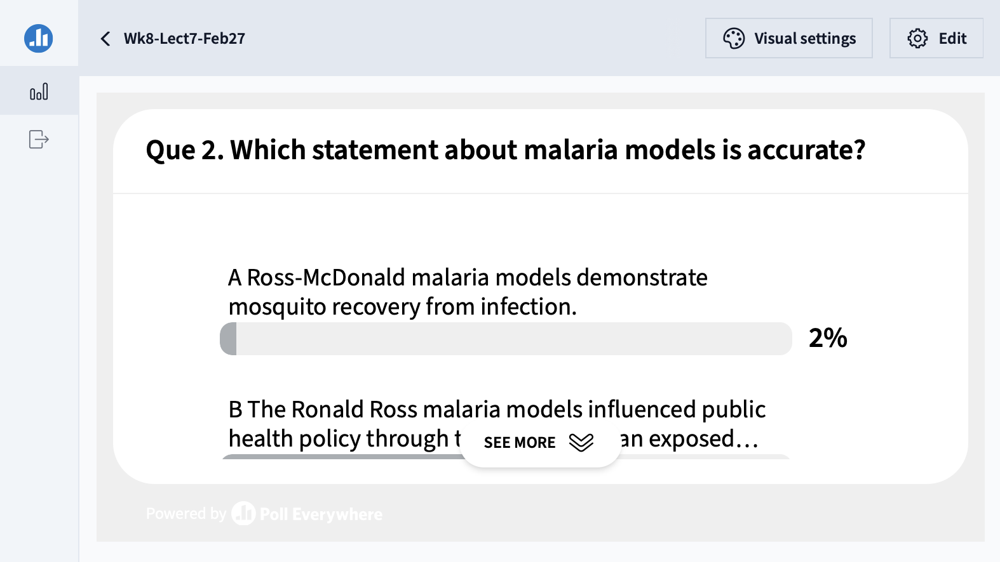 Wk8-Lect7-Feb27
Visual settings
Edit
Que 2. Which statement about malaria models is accurate?
A Ross-McDonald malaria models demonstrate
mosquito recovery from infection.
2%
B The Ronald Ross malaria models influenced public
health policy through t
an exposed…
SEE MORE
Powered by Poll Everywhere